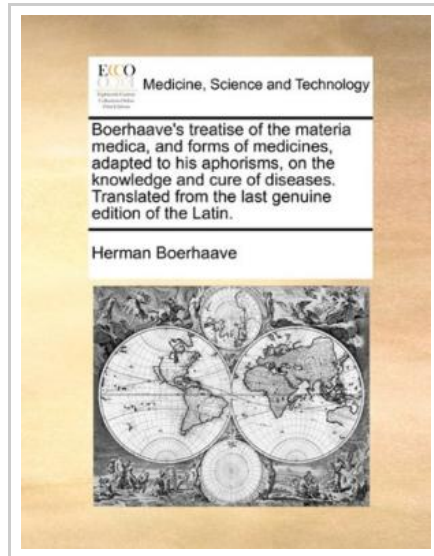 ECCO
Medicine, Science and Technology
Boerhaave's treatise of the materia
medica, and forms of medicines,
adapted to his aphorisms, on the
knowledge and cure of diseases.
Translated from the last genuine
edition of the Latin.
Herman Boerhaave